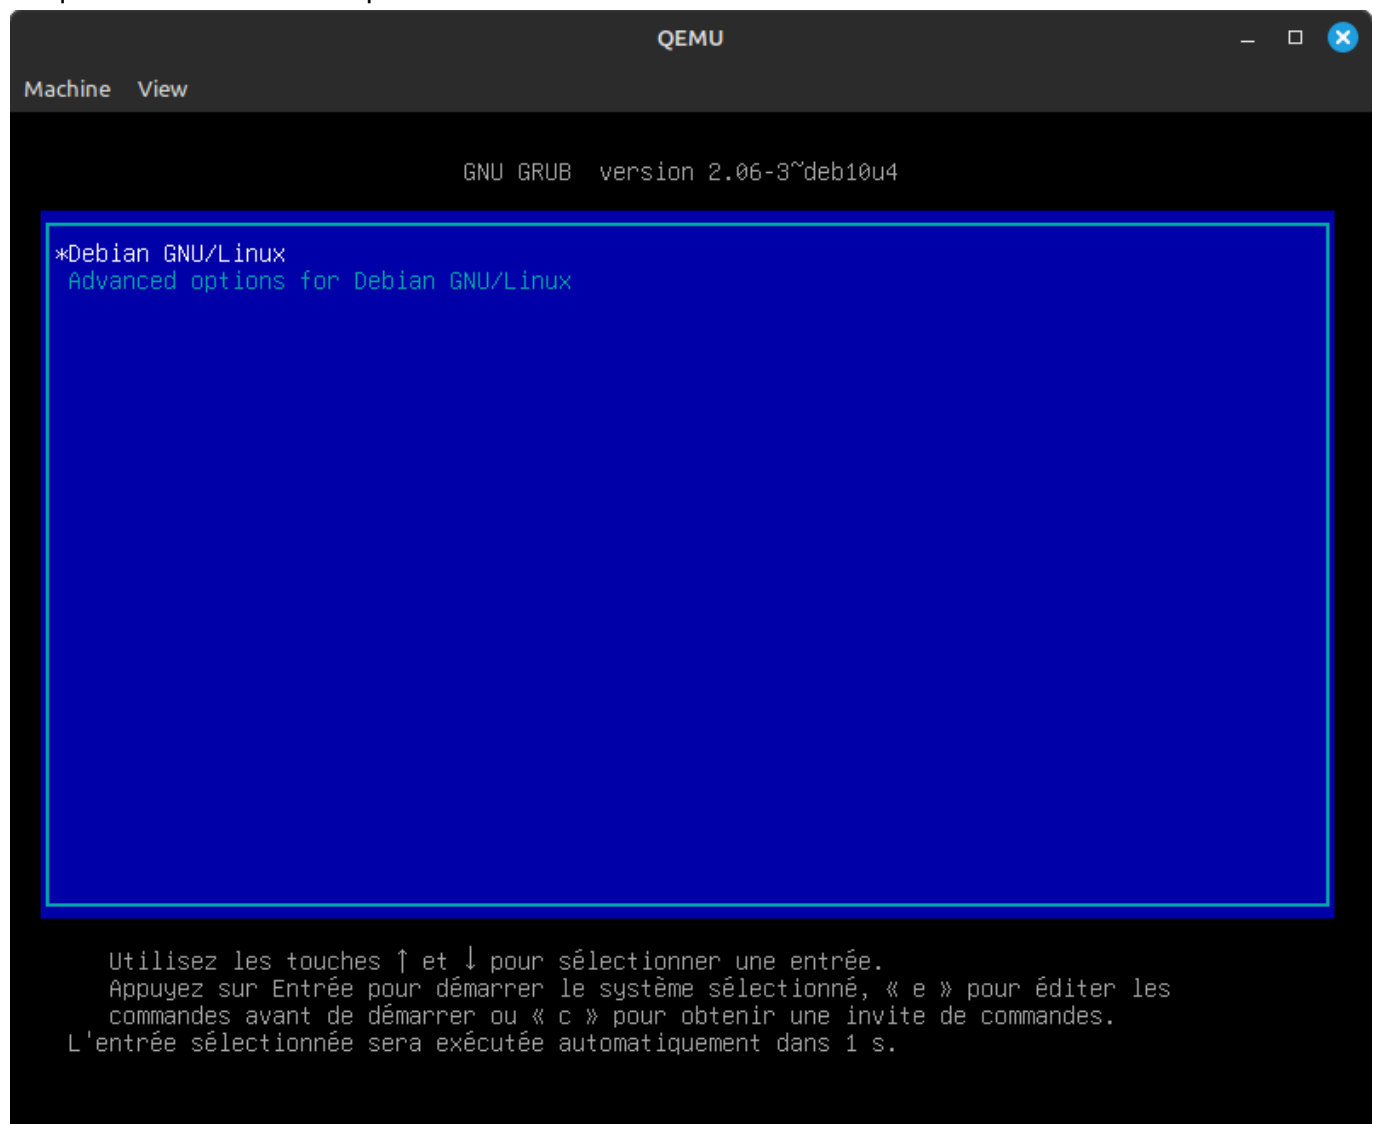 QEMU
Machine View
GNU GRUB version 2.06-3~deb10u4
*Debian GNU/Linux
Advanced options for Debian GNU/Linux
Utilisez les touches ↑ et ↓ pour sélectionner une entrée.
Appuyez sur Entrée pour démarrer le système sélectionné, « e » pour éditer les
commandes avant de démarrer ou « c » pour obtenir une invite de commandes.
L'entrée sélectionnée sera exécutée automatiquement dans 1 s.